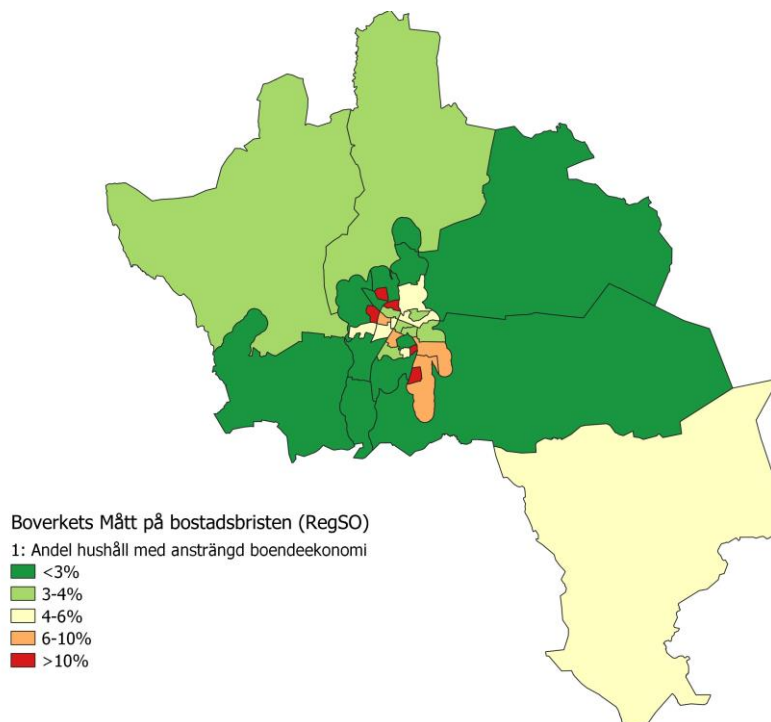 Boverkets Mått på bostadsbristen (RegSO)
1: Andel hushåll med ansträngd boendeekonomi
<3%
3-4%
4-6%
6-10%
>10%